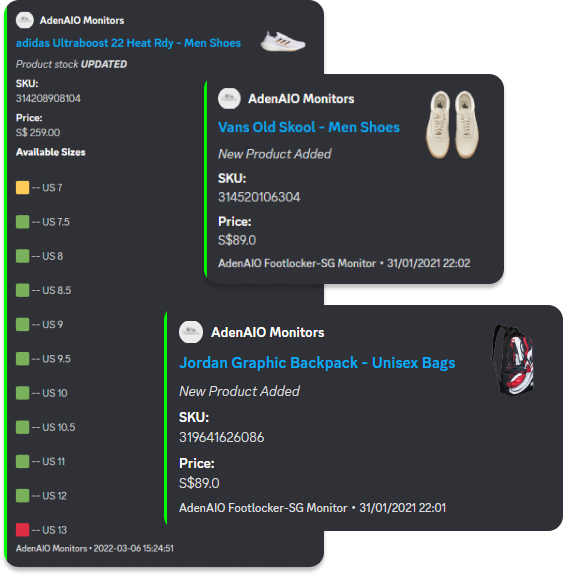 AdenAIO Monitors
adidas Ultraboost 22 Heat Rdy - Men Shoes
Product stock UPDATED
SKU:
314208908104
Price:
S$ 259.00
Available Sizes
-- US 7
-- US 7.5
-- US 8
-- US 8.5
-- US 9
-- US 9.5
-- US 10
-- US 10.5
-- US 11
-- US 12
-- US 13
AdenAIO Monitors • 2022-03-06 15:24:51
AdenAIO Monitors
Vans Old Skool - Men Shoes
New Product Added
SKU:
314520106304
Price:
S$89.0
AdenAIO Footlocker-SG Monitor • 31/01/2021 22:02
AdenAIO Monitors
Jordan Graphic Backpack - Unisex Bags
New Product Added
SKU:
319641626086
Price:
S$89.0
AdenAIO Footlocker-SG Monitor • 31/01/2021 22:01